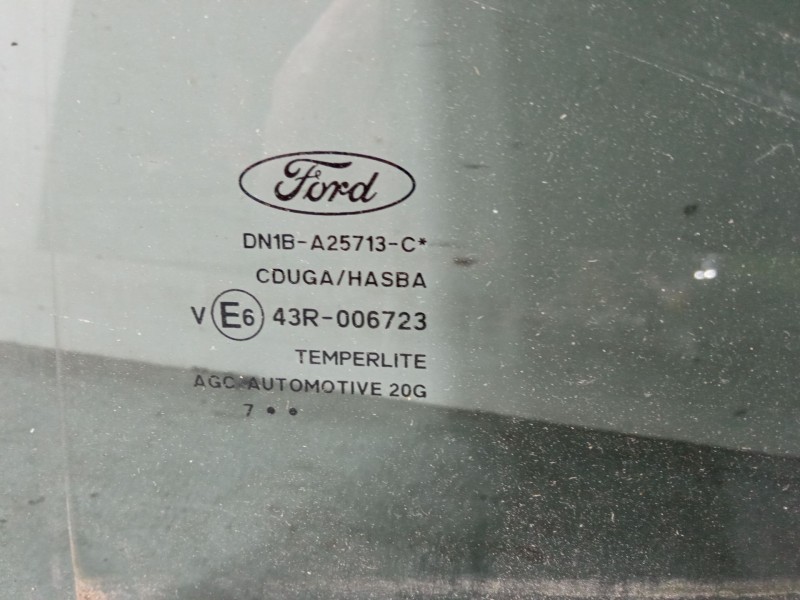 Ford
DN1B-A25713-C*
CDUGA/HASBA
V E6 43R-006723
TEMPERLITE
AGC AUTOMOTIVE 20G
7 • •